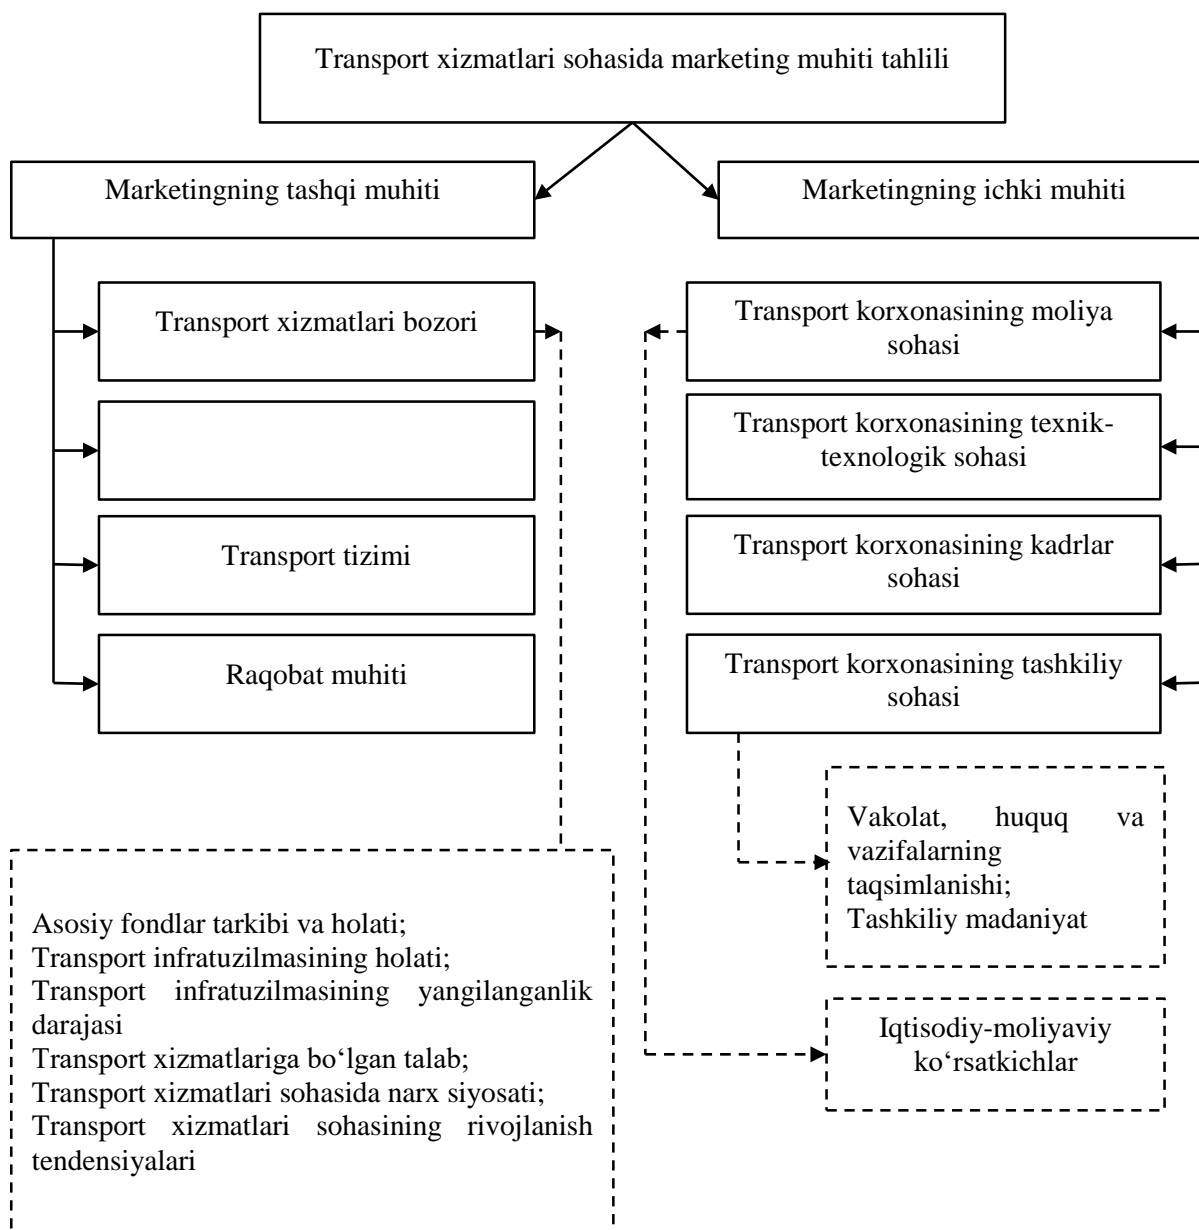 Transport xizmatlari sohasida marketing muhiti tahlili
Marketingning tashqi muhiti
Marketingning ichki muhiti
Transport xizmatlari bozori
Transport tizimi
Raqobat muhiti
Transport korxonasining moliya
sohasi
Transport korxonasining texnik-
texnologik sohasi
Transport korxonasining kadrlar
sohasi
Transport korxonasining tashkiliy
sohasi
Vakolat, huquq va
vazifalarning
taqsimlanishi;
Tashkiliy madaniyat
Iqtisodiy-moliyaviy
ko‘rsatkichlar
Asosiy fondlar tarkibi va holati;
Transport infratuzilmasining holati;
Transport infratuzilmasining yangilanganlik
darajasi
Transport xizmatlariga bo‘lgan talab;
Transport xizmatlari sohasida narx siyosati;
Transport xizmatlari sohasining rivojlanish
tendensiyalari